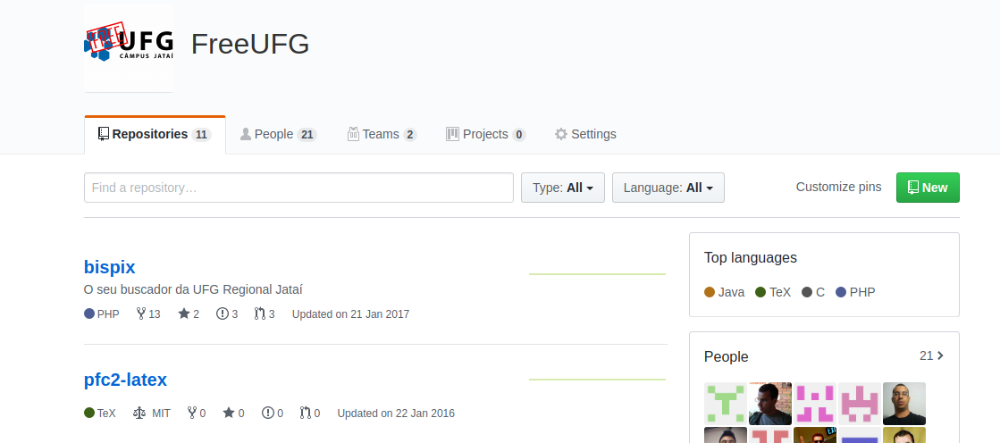 FREE UFG
CÂMPUS JATAÍ
FreeUFG
Repositories 11 People 21 Teams 2 Projects 0 Settings
Find a repository… Type: All Language: All Customize pins New
bispix
O seu buscador da UFG Regional Jataí
PHP 13 2 3 3 Updated on 21 Jan 2017
Top languages
Java TeX C PHP
pfc2-latex
TeX MIT 0 0 0 0 Updated on 22 Jan 2016
People 21
EXI